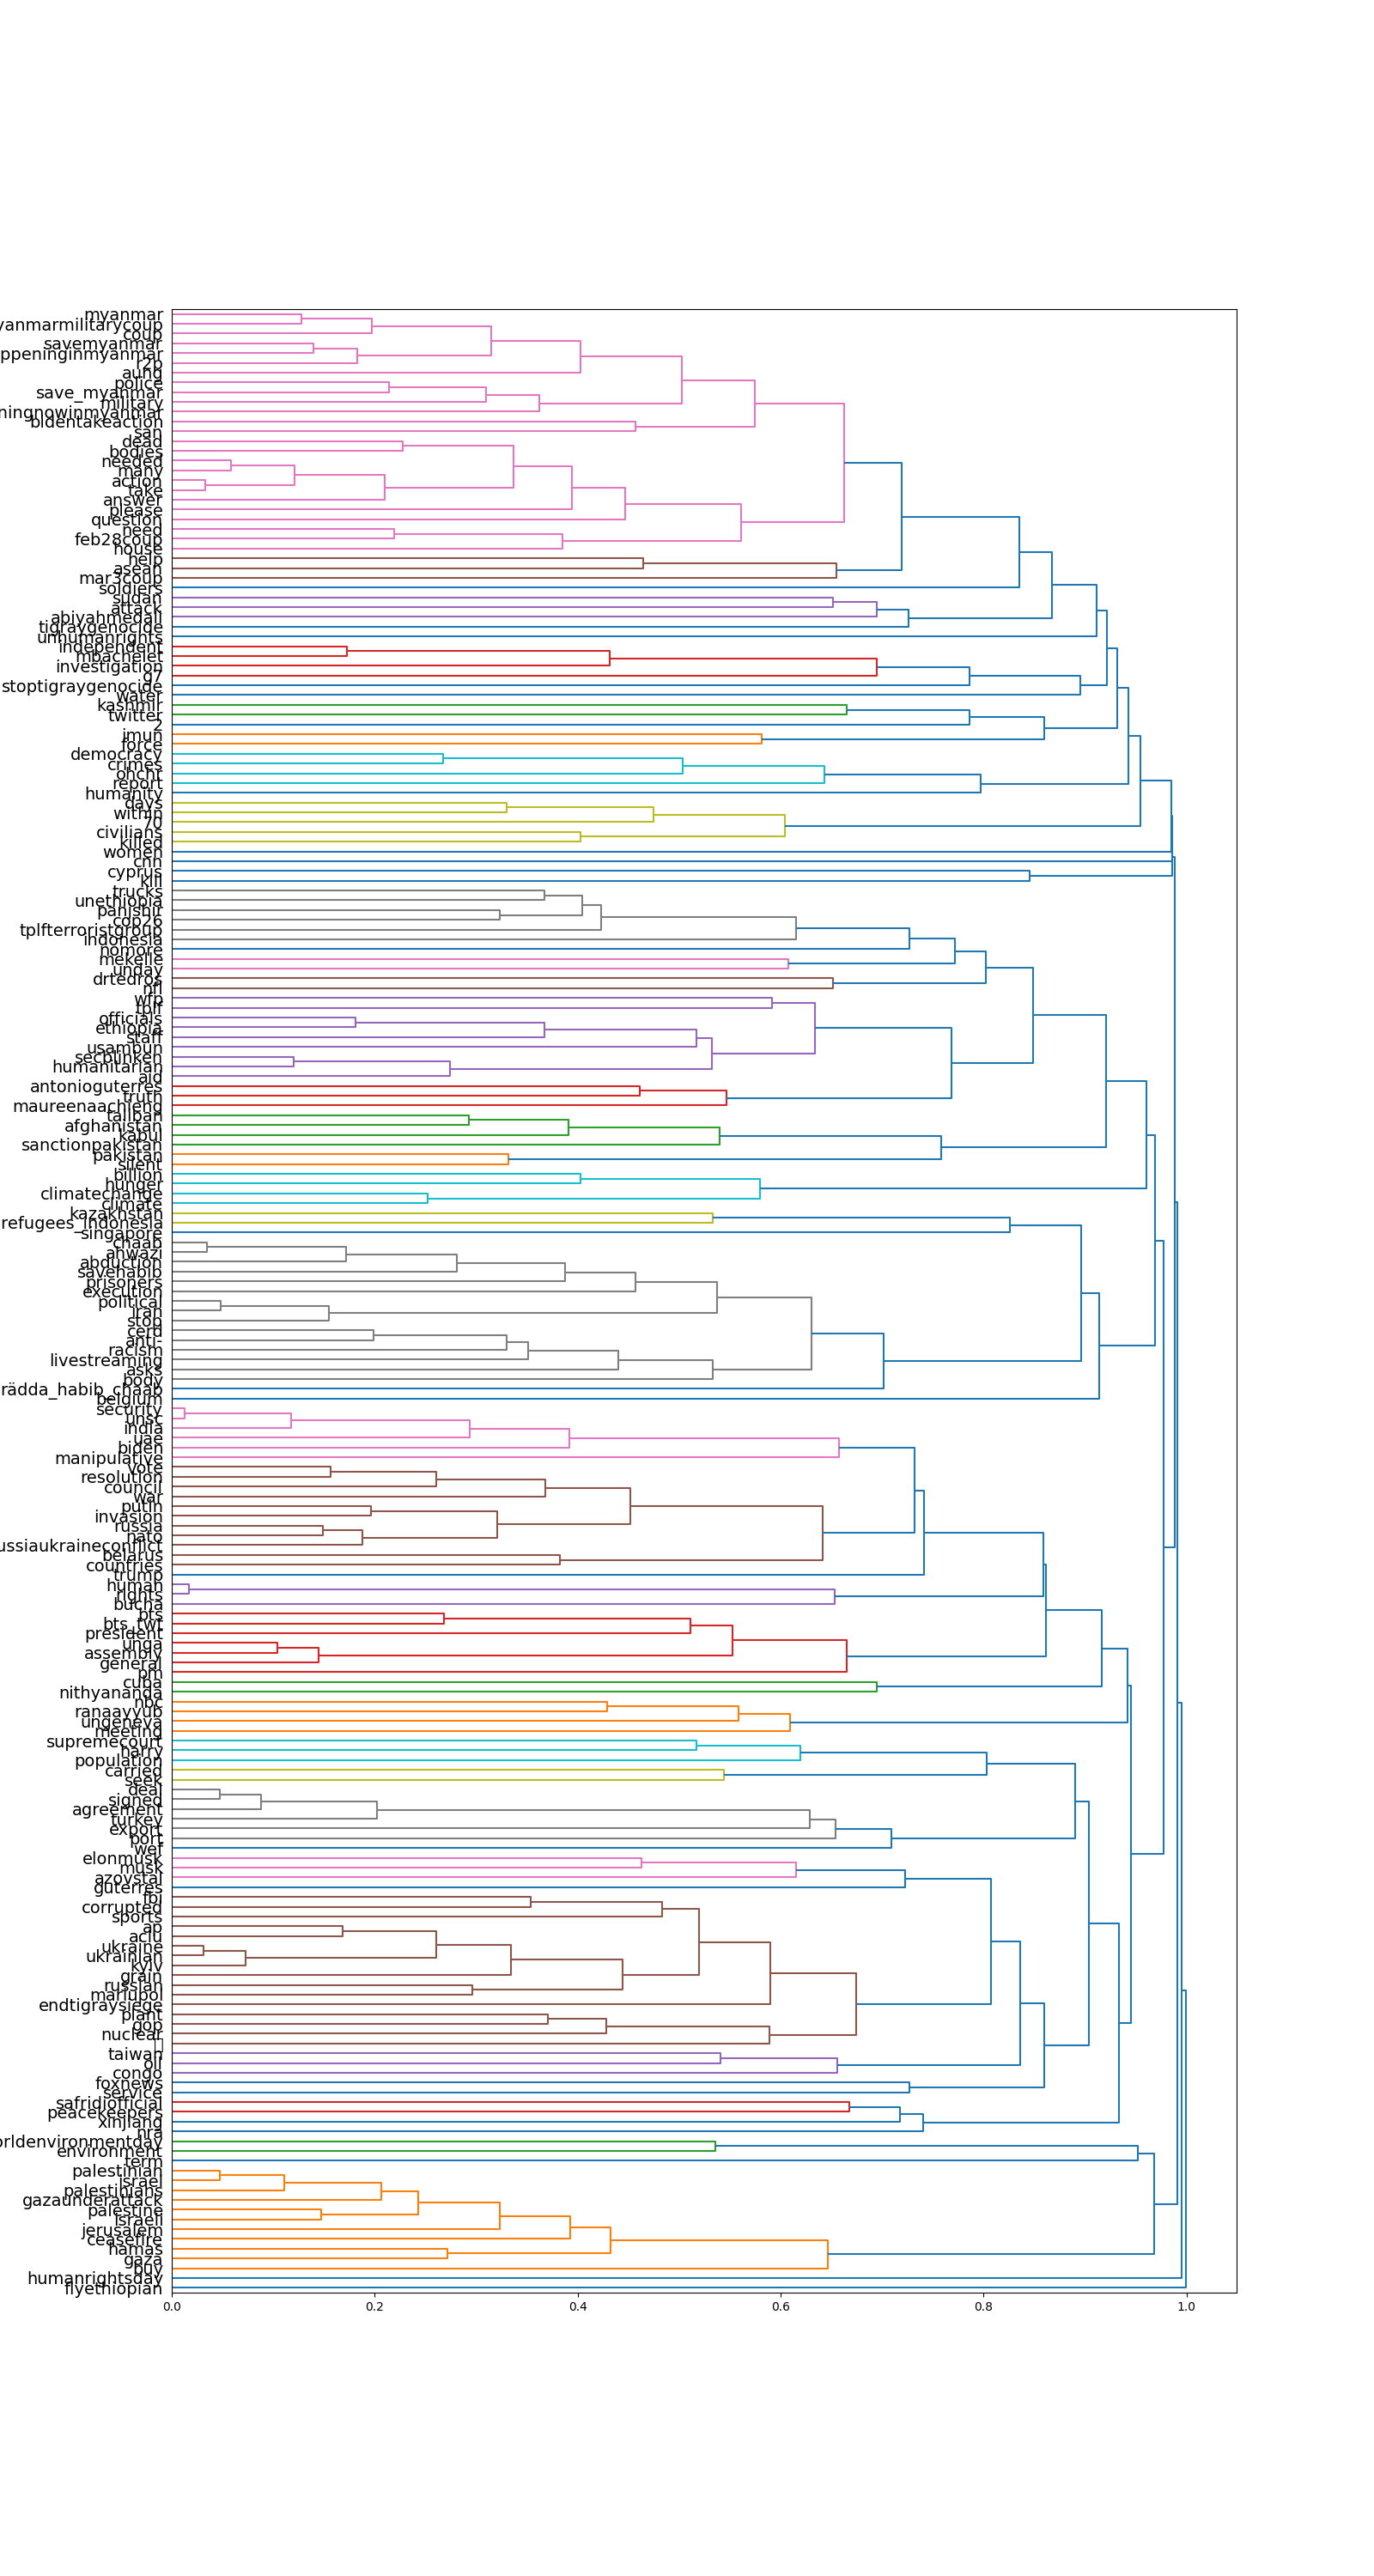 myanmar
yanmarmilitarycoup
coup
savemyanmar
ppeninginmyanmar
r2p
aung
police
save_myanmar
military
ningnowinmyanmar
bidentakeaction
san
dead
bodies
needed
many
action
take
answer
please
question
need
feb28coup
house
help
asean
mar3coup
soldiers
sudan
attack
abiyahmedali
tigraygenocide
unhumanrights
independent
mbachelet
investigation
g7
stoptigraygenocide
water
kashmir
twitter
2
imun
force
democracy
crimes
ohchr
report
humanity
days
within
70
civilians
killed
women
cnn
cyprus
kill
trucks
unethiopia
panjshir
cop26
tplfterroristgroup
indonesia
nomore
mekelle
unday
drtedros
nfl
wfp
tplf
officials
ethiopia
staff
usambun
secblinken
humanitarian
aid
antonioguterres
truth
maureenaachieng
taliban
afghanistan
kabul
sanctionpakistan
pakistan
silent
billion
hunger
climatechange
climate
kazakhstan
refugees_indonesia
singapore
chaab
ahwazi
abduction
savehabib
prisoners
execution
political
iran
stop
cerd
anti-
racism
livestreaming
asks
body
rädda_habib_chaab
belgium
security
unsc
india
uae
biden
manipulative
vote
resolution
council
war
putin
invasion
russia
nato
ussiaukraineconflict
belarus
countries
trump
human
rights
bucha
bts
bts_twt
president
unga
assembly
general
pm
cuba
nithyananda
nbc
ranaayyub
ungeneva
meeting
supremecourt
harry
population
carried
seek
deal
signed
agreement
turkey
export
port
wef
elonmusk
musk
azovstal
guterres
fbi
corrupted
sports
ap
aclu
ukraine
ukrainian
kyiv
grain
russian
mariupol
endtigraysiege
plant
gop
nuclear
taiwan
oil
congo
foxnews
service
safridiofficial
peacekeepers
xinjiang
nra
orldenvironmentday
environment
term
palestinian
israel
palestinians
gazaunderattack
palestine
israeli
jerusalem
ceasefire
hamas
gaza
buy
humanrightsday
flyethiopian
0.0 0.2 0.4 0.6 0.8 1.0